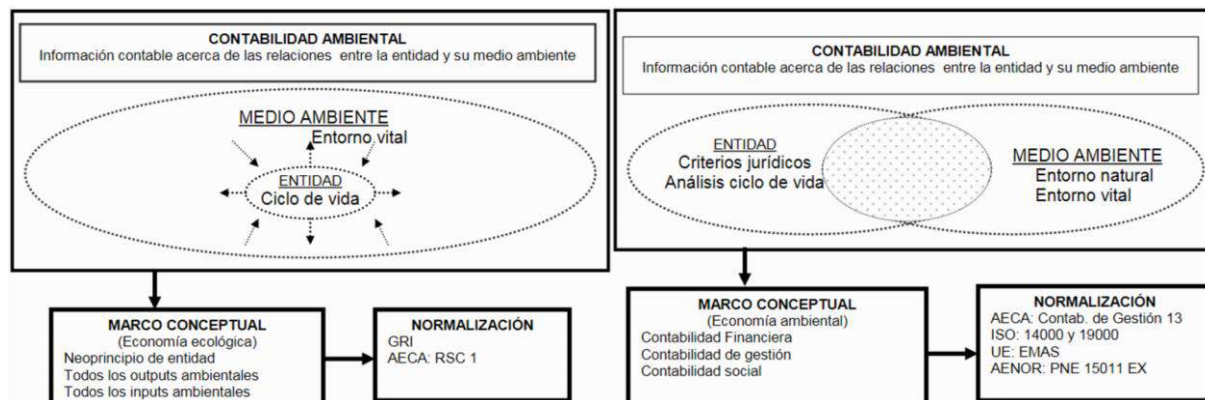 CONTABILIDAD AMBIENTAL
Información contable acerca de las relaciones entre la entidad y su medio ambiente
MEDIO AMBIENTE
Entorno vital
ENTIDAD
Ciclo de vida
MARCO CONCEPTUAL
(Economía ecológica)
Neoprincipio de entidad
Todos los outputs ambientales
Todos los inputs ambientales
NORMALIZACIÓN
GRI
AECA: RSC 1
CONTABILIDAD AMBIENTAL
Información contable acerca de las relaciones entre la entidad y su medio ambiente
ENTIDAD
Criterios jurídicos
Análisis ciclo de vida
MEDIO AMBIENTE
Entorno natural
Entorno vital
MARCO CONCEPTUAL
(Economía ambiental)
Contabilidad Financiera
Contabilidad de gestión
Contabilidad social
NORMALIZACIÓN
AECA: Contab. de Gestión 13
ISO: 14000 y 19000
UE: EMAS
AENOR: PNE 15011 EX